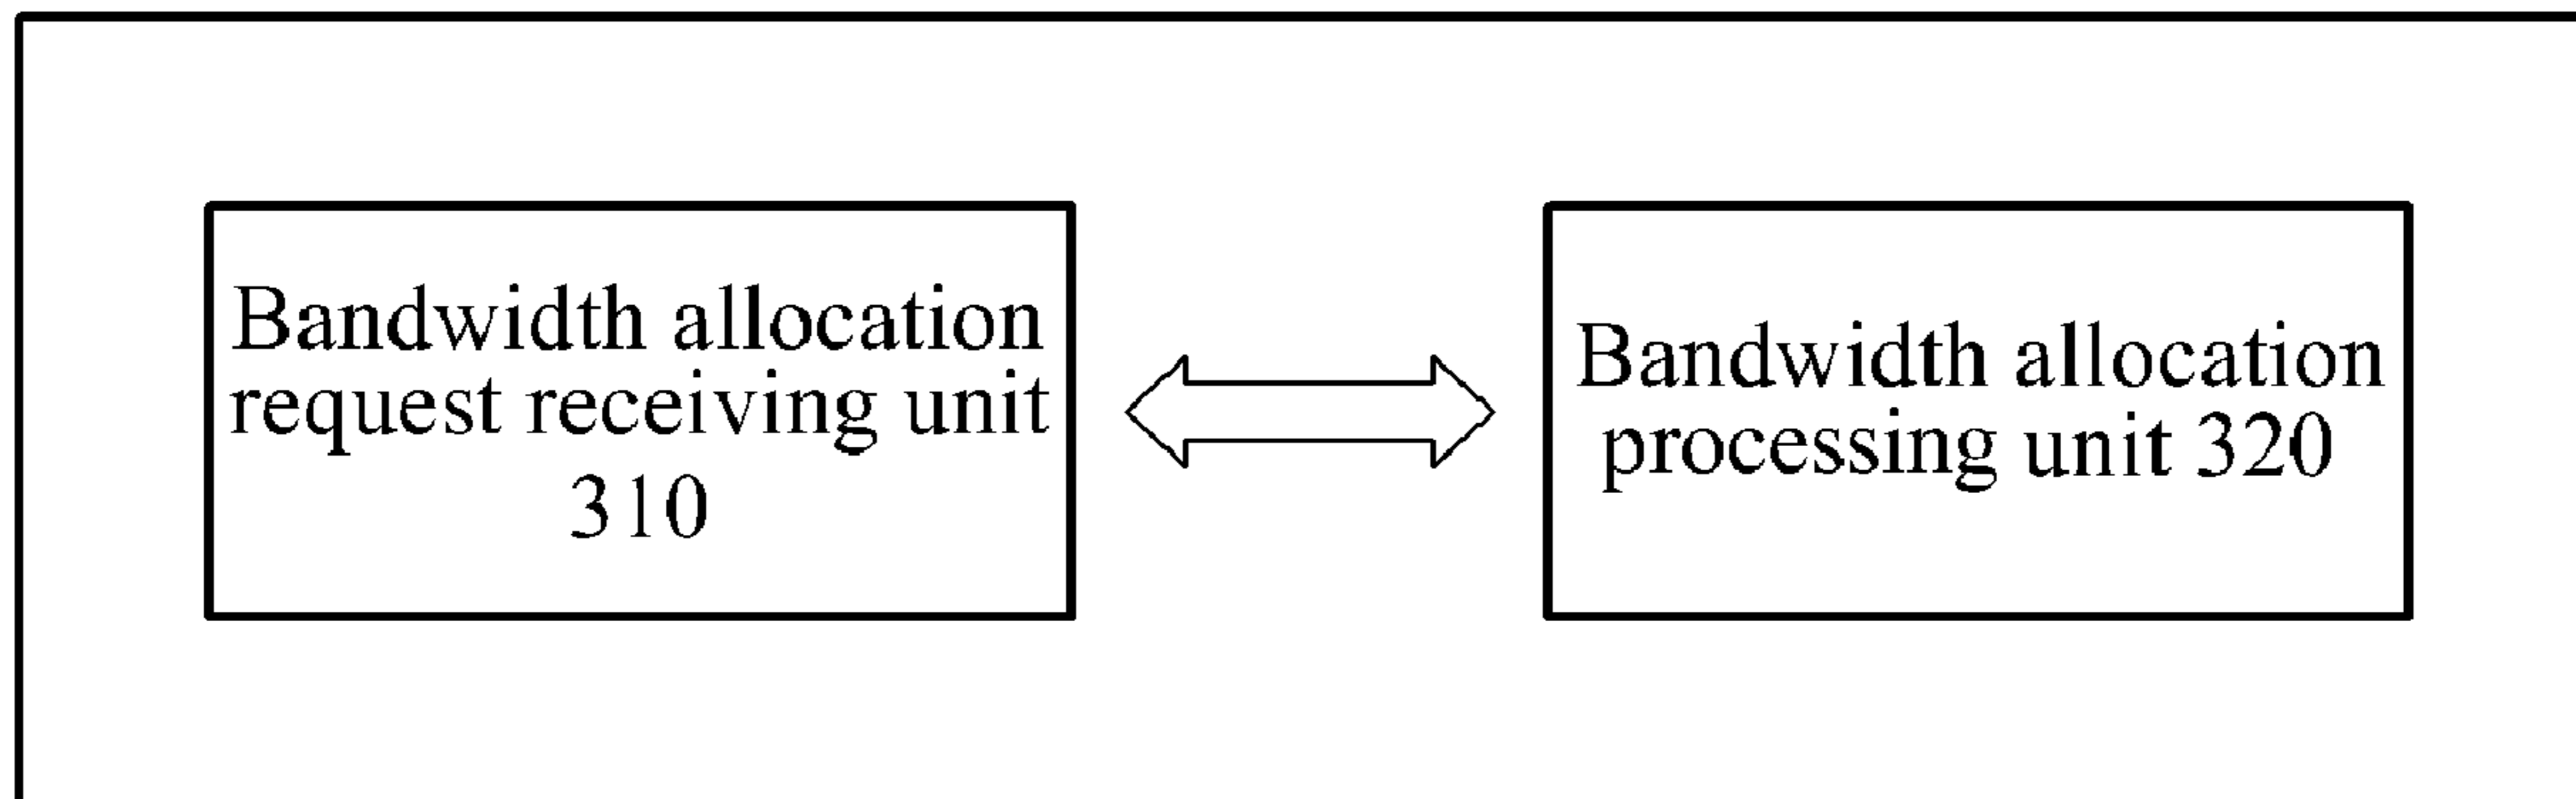 Bandwidth allocation
request receiving unit
310
Bandwidth allocation
processing unit 320